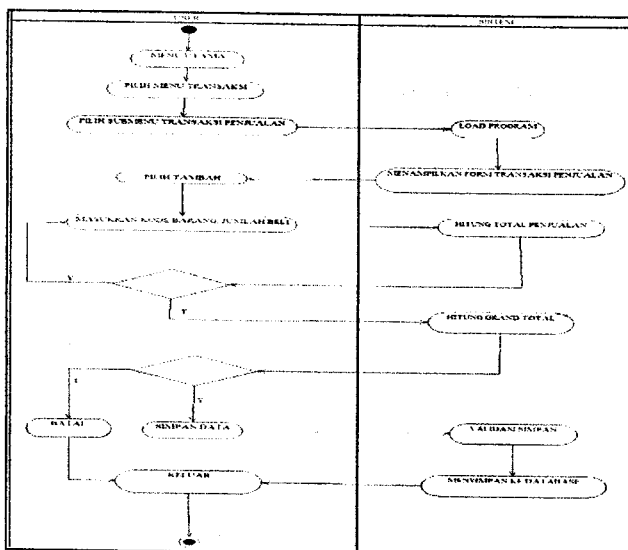 USER
SISTEM
MENU UTAMA
PILIH MENU TRANSAKSI
PILIH SUBMENU TRANSAKSI PENJUALAN
LOAD PROGRAM
PILIH TAMBAH
MENAMPILKAN FORM TRANSAKSI PENJUALAN
MASUKKAN KODE BARANG, JUMLAH BELI
HITUNG TOTAL PENJUALAN
Y
T
HITUNG GRAND TOTAL
T
Y
BATAL
SIMPAN DATA
VALIDASI SIMPAN
KELUAR
MENYIMPAN KE DATABASE